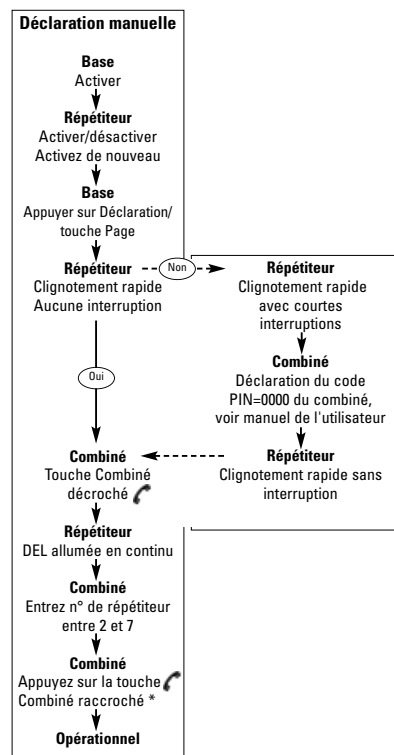 Déclaration manuelle
Base
Activer
Répétiteur
Activer/désactiver
Activez de nouveau
Base
Appuyer sur Déclaration/
touche Page
Répétiteur
Clignotement rapide
Aucune interruption
Non
Répétiteur
Clignotement rapide
avec courtes
interruptions
Combiné
Déclaration du code
PIN=0000 du combiné,
voir manuel de l'utilisateur
Répétiteur
Clignotement rapide sans
interruption
Oui
Combiné
Touche Combiné
décroché
Répétiteur
DEL allumée en continu
Combiné
Entrez n° de répétiteur
entre 2 et 7
Combiné
Appuyez sur la touche
Combiné raccroché *
Opérationnel